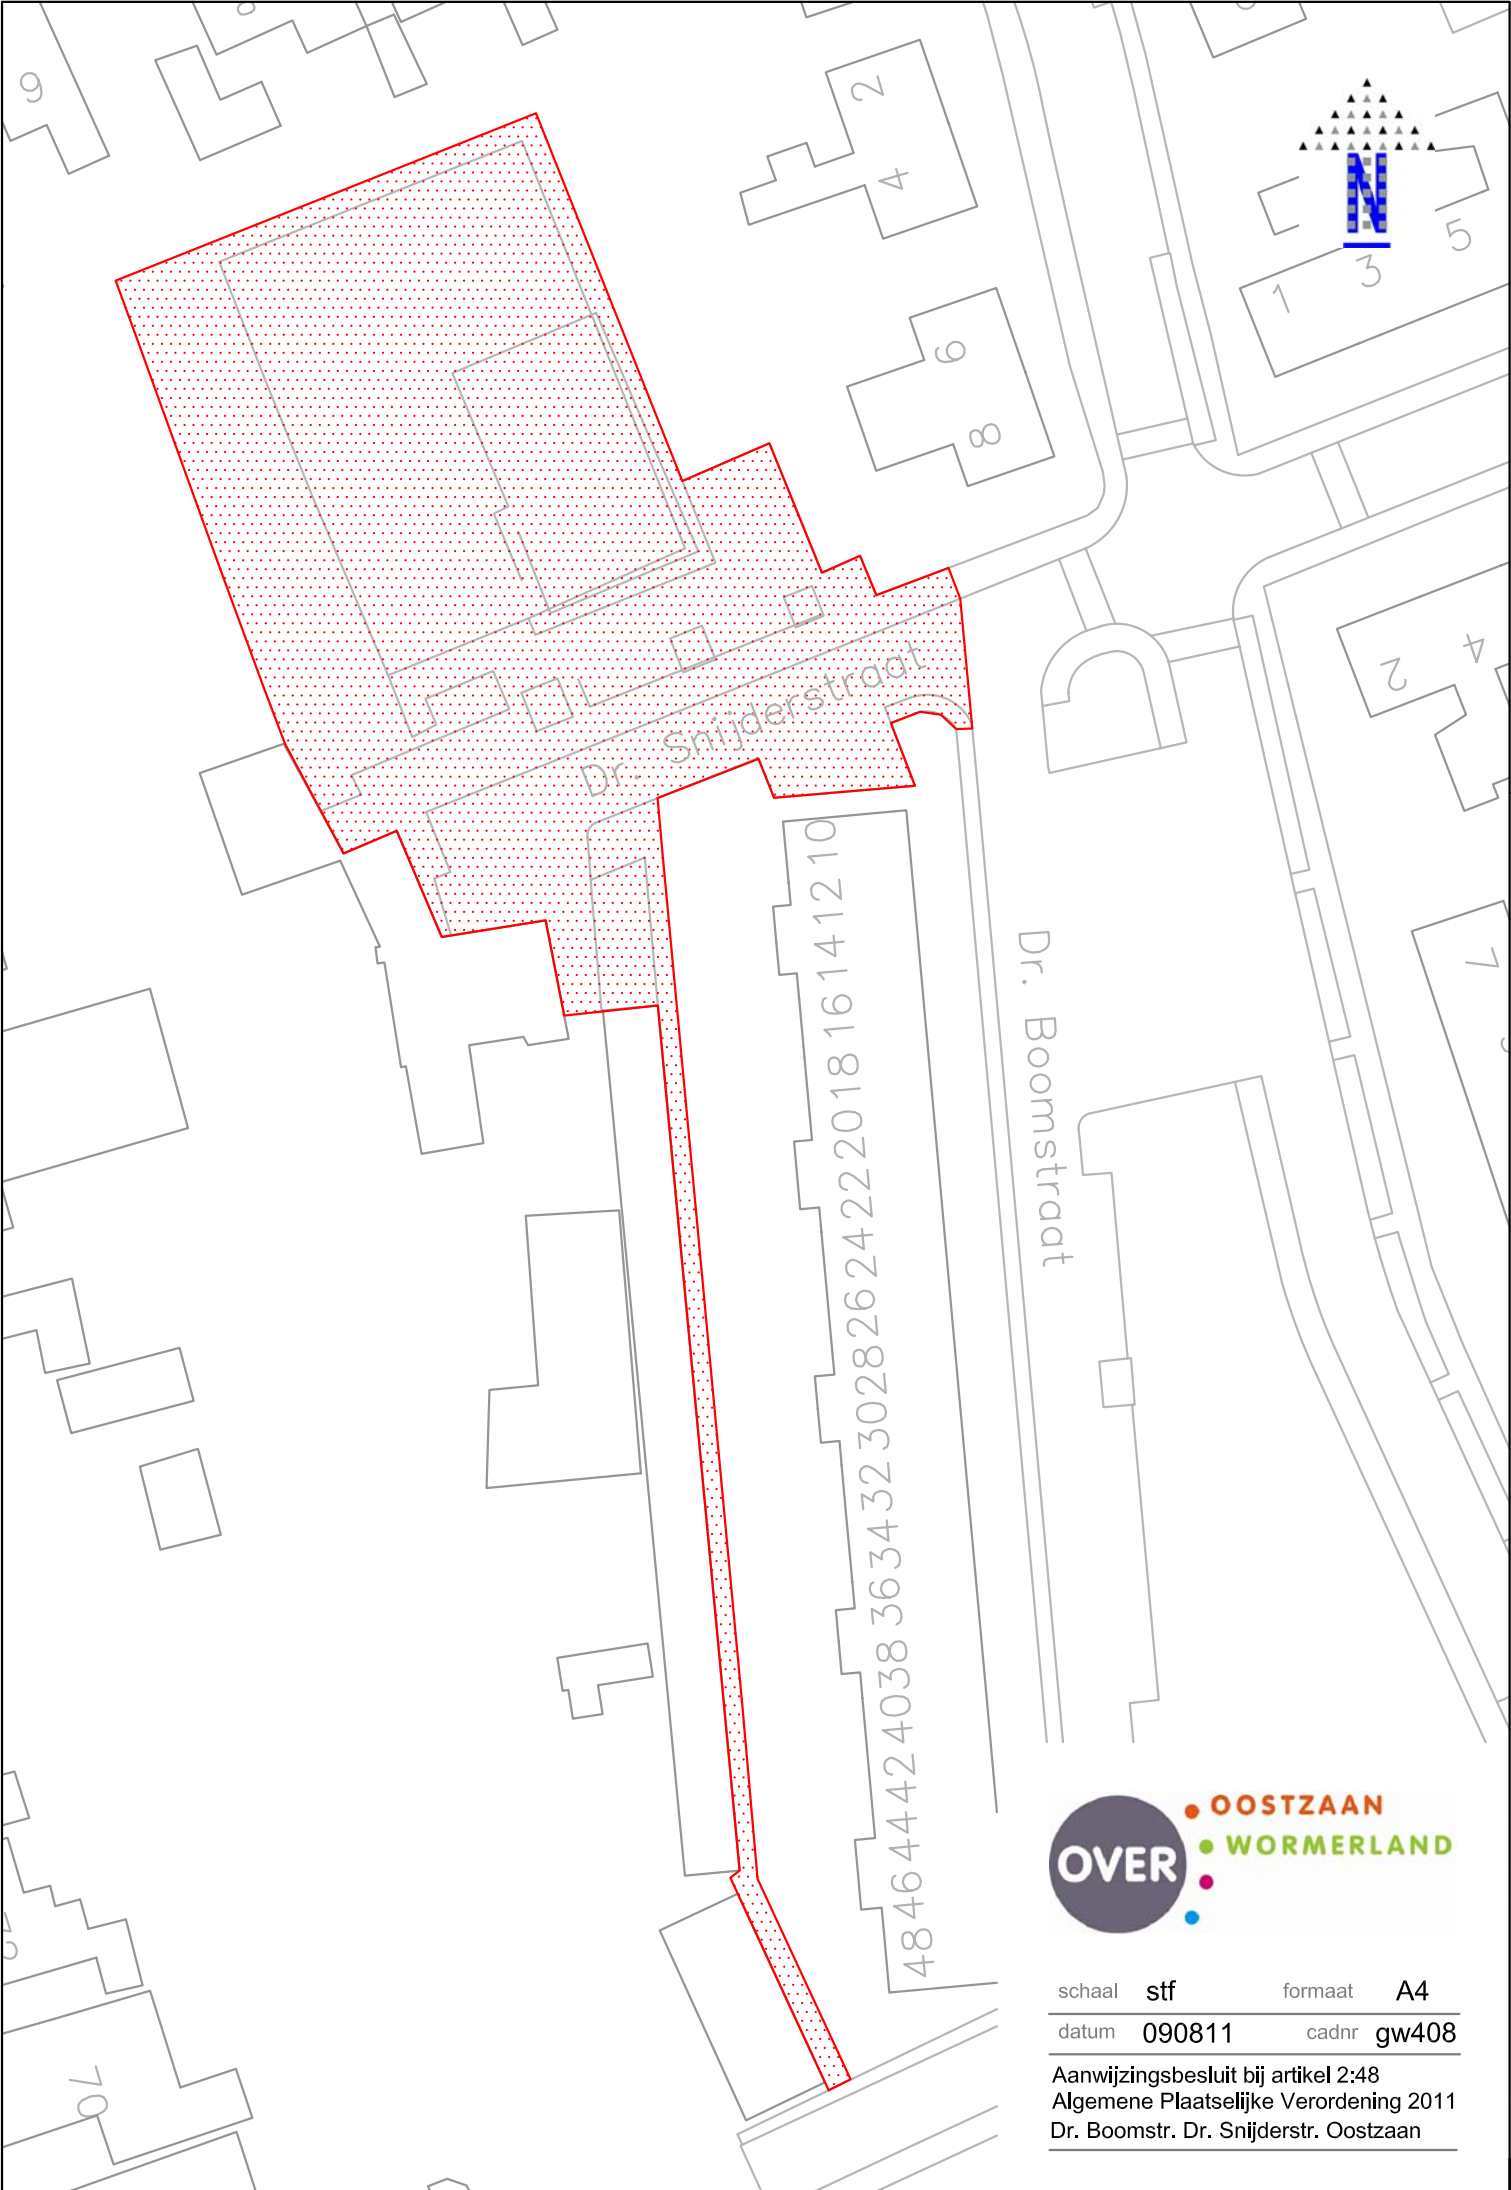 9
2
4
6
8
N
1
3
5
2
4
7
Dr. Snijderstraat
Dr. Boomstraat
10
12
14
16
18
20
22
24
26
28
30
32
34
36
38
40
42
44
46
48
70
OVER
OOSTZAAN
WORMERLAND
schaal stf formaat A4
datum 090811 cadnr gw408
Aanwijzingsbesluit bij artikel 2:48
Algemene Plaatselijke Verordening 2011
Dr. Boomstr. Dr. Snijderstr. Oostzaan